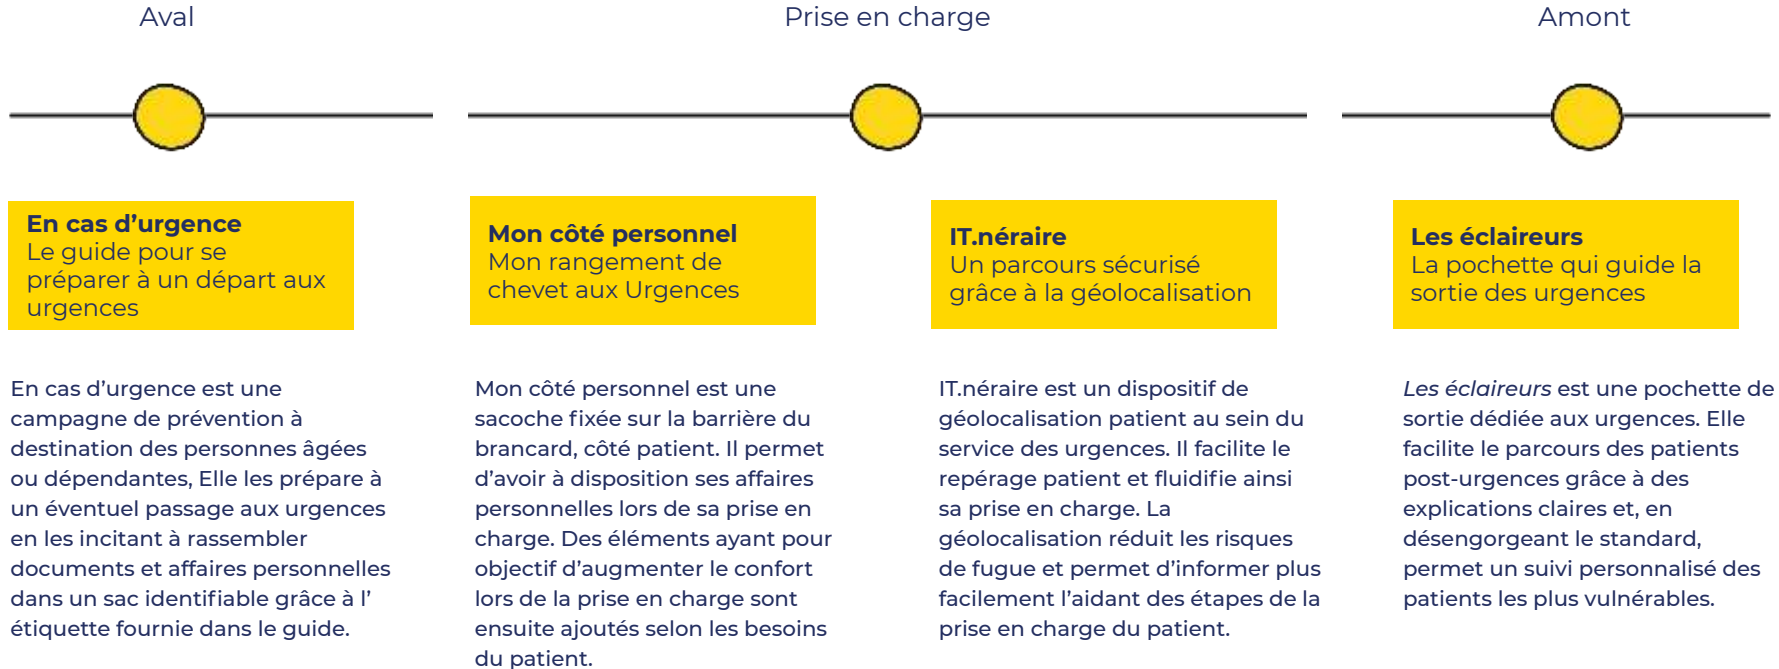 Aval
Prise en charge
Amont
En cas d’urgence
Le guide pour se
préparer à un départ aux
urgences
Mon côté personnel
Mon rangement de
chevet aux Urgences
IT.néraire
Un parcours sécurisé
grâce à la géolocalisation
Les éclaireurs
La pochette qui guide la
sortie des urgences
En cas d’urgence est une
campagne de prévention à
destination des personnes âgées
ou dépendantes, Elle les prépare à
un éventuel passage aux urgences
en les incitant à rassembler
documents et affaires personnelles
dans un sac identifiable grâce à l’
étiquette fournie dans le guide.
Mon côté personnel est une
sacoche fixée sur la barrière du
brancard, côté patient. Il permet
d’avoir à disposition ses affaires
personnelles lors de sa prise en
charge. Des éléments ayant pour
objectif d’augmenter le confort
lors de la prise en charge sont
ensuite ajoutés selon les besoins
du patient.
IT.néraire est un dispositif de
géolocalisation patient au sein du
service des urgences. Il facilite le
repérage patient et fluidifie ainsi
sa prise en charge. La
géolocalisation réduit les risques
de fugue et permet d’informer plus
facilement l’aidant des étapes de la
prise en charge du patient.
Les éclaireurs est une pochette de
sortie dédiée aux urgences. Elle
facilite le parcours des patients
post-urgences grâce à des
explications claires et, en
désengorgeant le standard,
permet un suivi personnalisé des
patients les plus vulnérables.